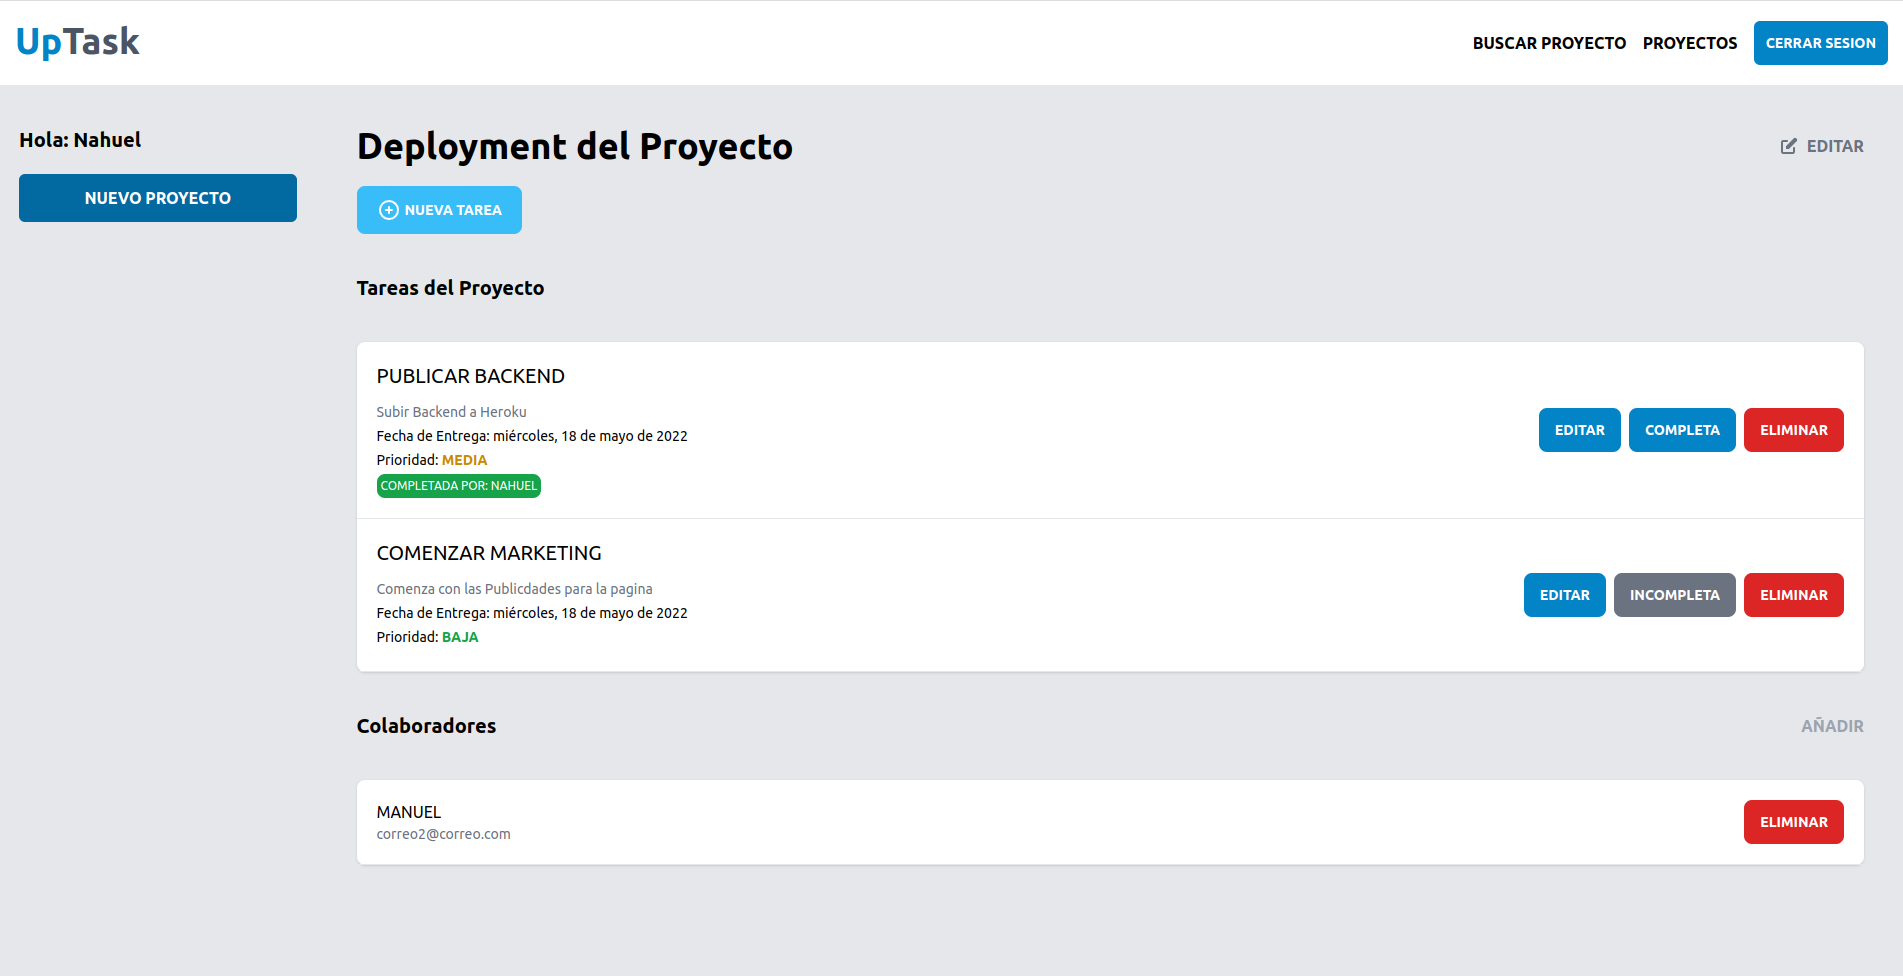 UpTask
BUSCAR PROYECTO PROYECTOS CERRAR SESION
Hola: Nahuel
NUEVO PROYECTO
Deployment del Proyecto
EDITAR
NUEVA TAREA
Tareas del Proyecto
PUBLICAR BACKEND
Subir Backend a Heroku
Fecha de Entrega: miércoles, 18 de mayo de 2022
Prioridad: MEDIA
COMPLETADA POR: NAHUEL
EDITAR COMPLETA ELIMINAR
COMENZAR MARKETING
Comenza con las Publicdades para la pagina
Fecha de Entrega: miércoles, 18 de mayo de 2022
Prioridad: BAJA
EDITAR INCOMPLETA ELIMINAR
Colaboradores
AÑADIR
MANUEL
correo2@correo.com
ELIMINAR